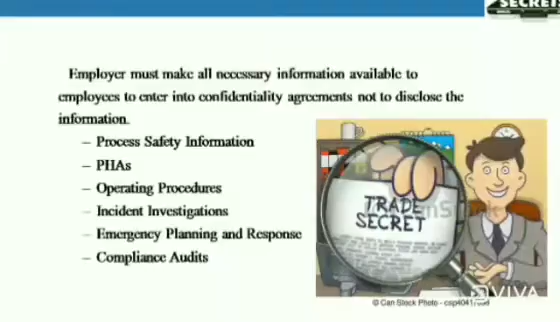 SECRETS
Employer must make all necessary information available to
employees to enter into confidentiality agreements not to disclose the
information.
– Process Safety Information
– PHAs
– Operating Procedures
– Incident Investigations
– Emergency Planning and Response
– Compliance Audits
TRADE
SECRET
VIVA
© Can Stock Photo -